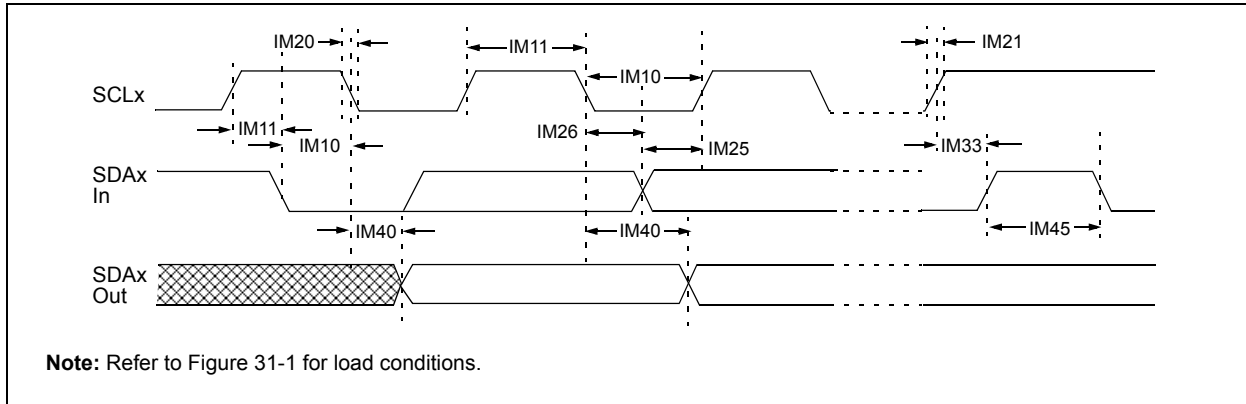 IM20
IM11
IM10
IM21
SCLx
IM11
IM10
IM26
IM25
IM33
SDAx
In
IM40
IM40
IM45
SDAx
Out
Note: Refer to Figure 31-1 for load conditions.